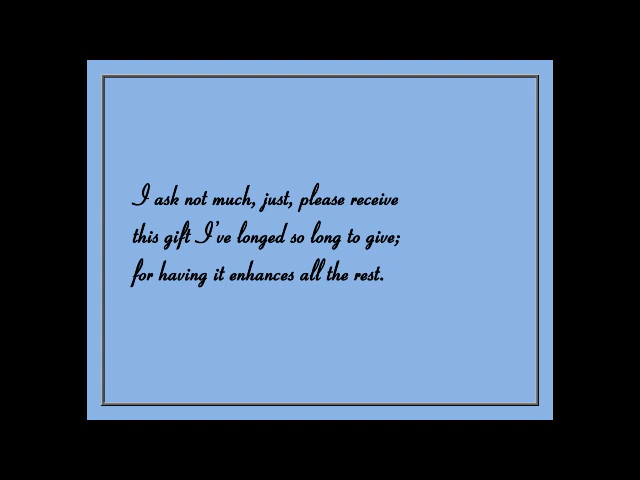 I ask not much, just, please receive
this gift I've longed so long to give;
for having it enhances all the rest.